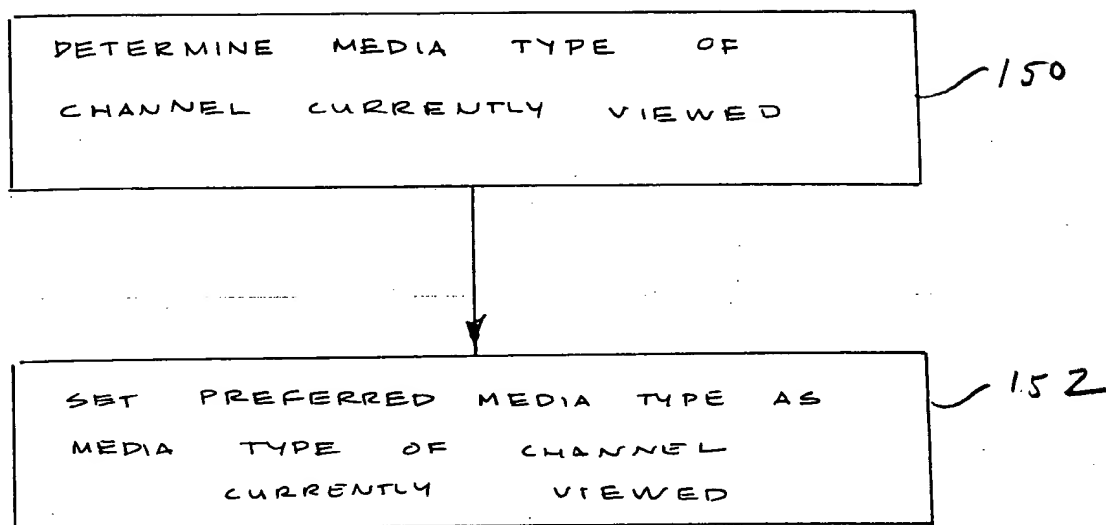 DETERMINE MEDIA TYPE OF
CHANNEL CURRENTLY VIEWED
150
SET PREFERRED MEDIA TYPE AS
MEDIA TYPE OF CHANNEL
CURRENTLY VIEWED
152